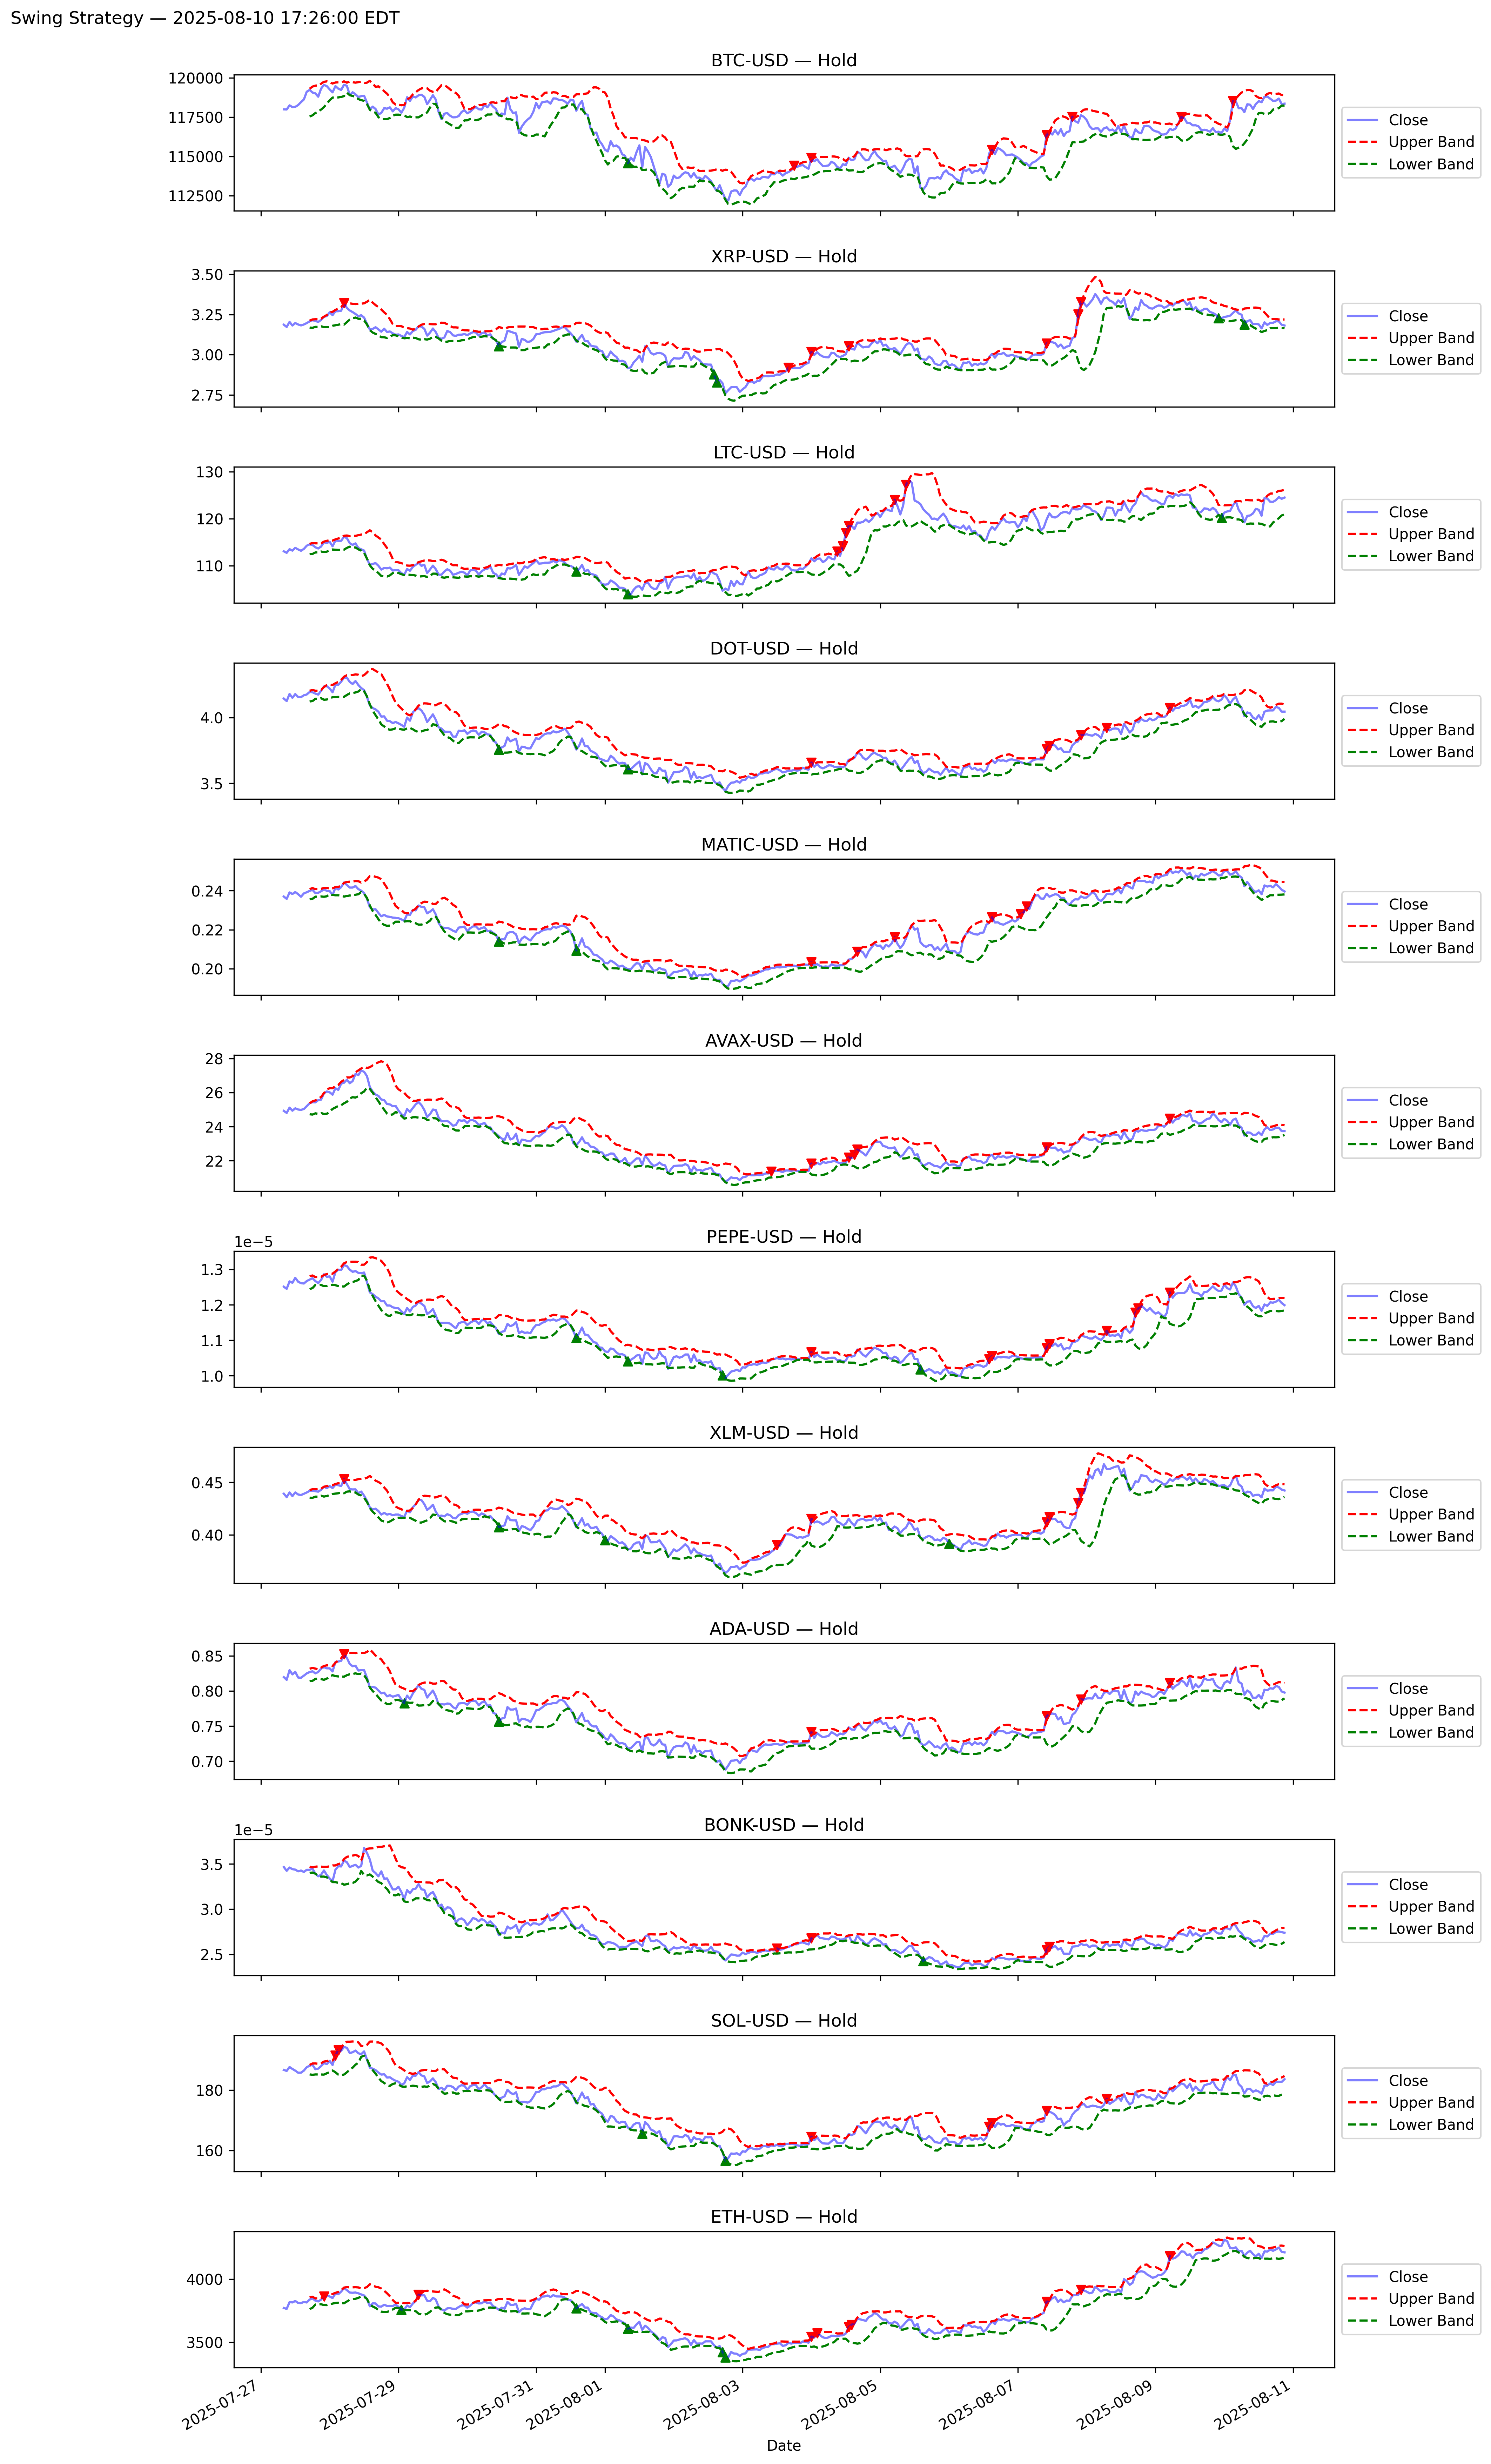 Swing Strategy — 2025-08-10 17:26:00 EDT
BTC-USD — Hold
120000
117500
115000
112500
Close
Upper Band
Lower Band
XRP-USD — Hold
3.50
3.25
3.00
2.75
Close
Upper Band
Lower Band
LTC-USD — Hold
130
120
110
Close
Upper Band
Lower Band
DOT-USD — Hold
4.0
3.5
Close
Upper Band
Lower Band
MATIC-USD — Hold
0.24
0.22
0.20
Close
Upper Band
Lower Band
AVAX-USD — Hold
28
26
24
22
Close
Upper Band
Lower Band
PEPE-USD — Hold
1e−5
1.3
1.2
1.1
1.0
Close
Upper Band
Lower Band
XLM-USD — Hold
0.45
0.40
Close
Upper Band
Lower Band
ADA-USD — Hold
0.85
0.80
0.75
0.70
Close
Upper Band
Lower Band
BONK-USD — Hold
1e−5
3.5
3.0
2.5
Close
Upper Band
Lower Band
SOL-USD — Hold
180
160
Close
Upper Band
Lower Band
ETH-USD — Hold
4000
3500
Close
Upper Band
Lower Band
2025-07-27
2025-07-29
2025-07-31
2025-08-01
2025-08-03
2025-08-05
2025-08-07
2025-08-09
2025-08-11
Date